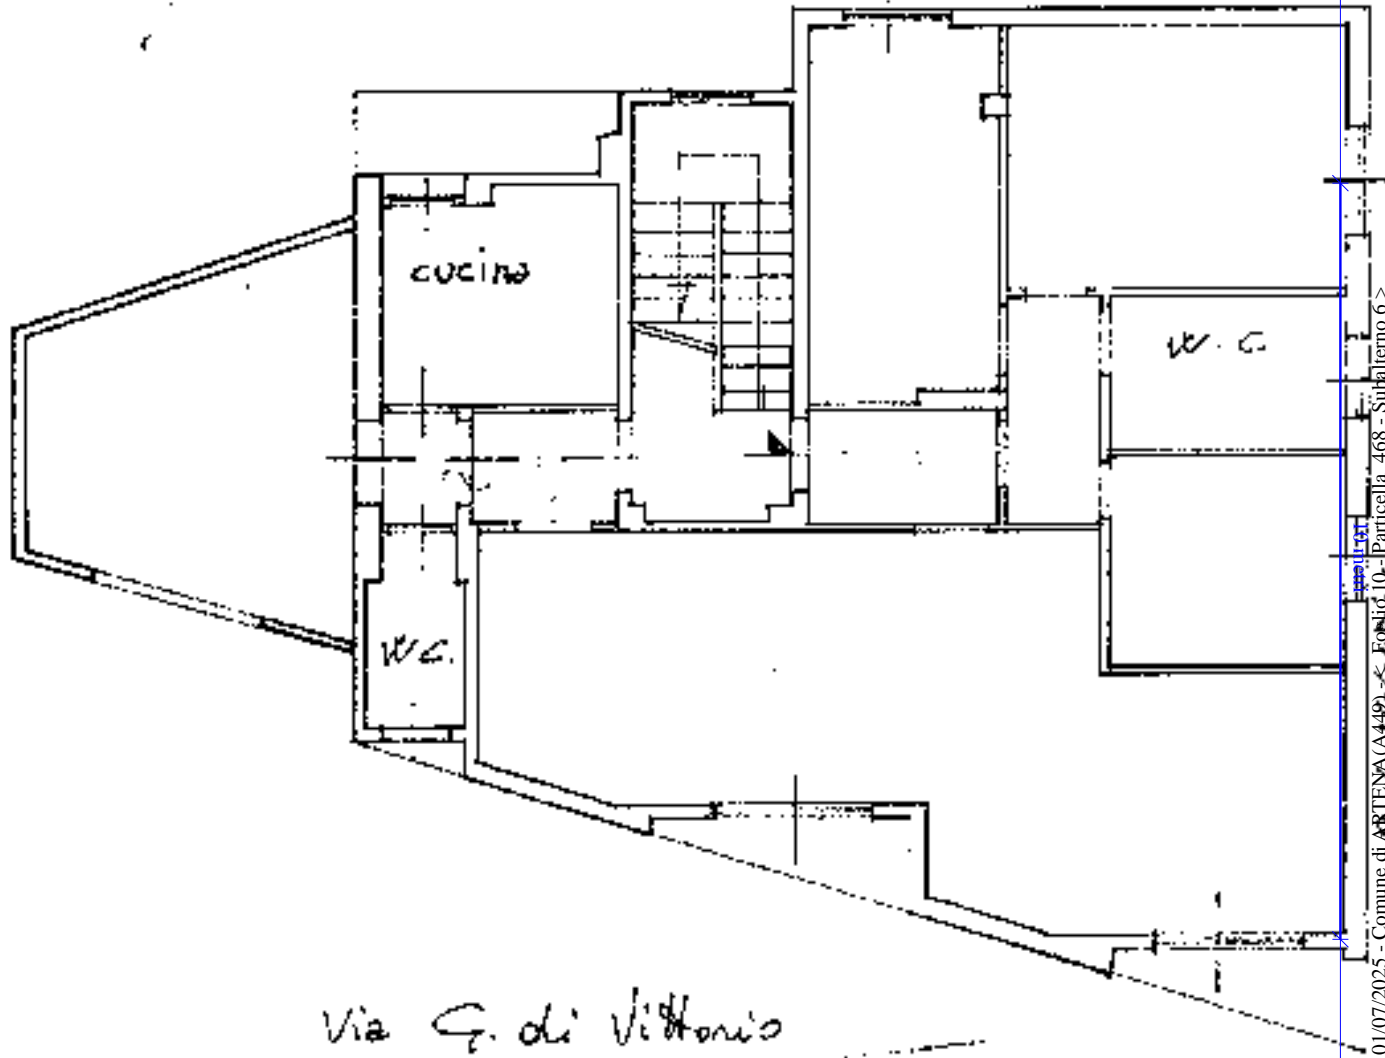 cucina
W.C.
W.C.
Via G. di Vittorio
10 metri
01/07/2025 - Comune di ARTENA(A449) - < Foglio 10 - Particella 468 - Subalterno 6 >